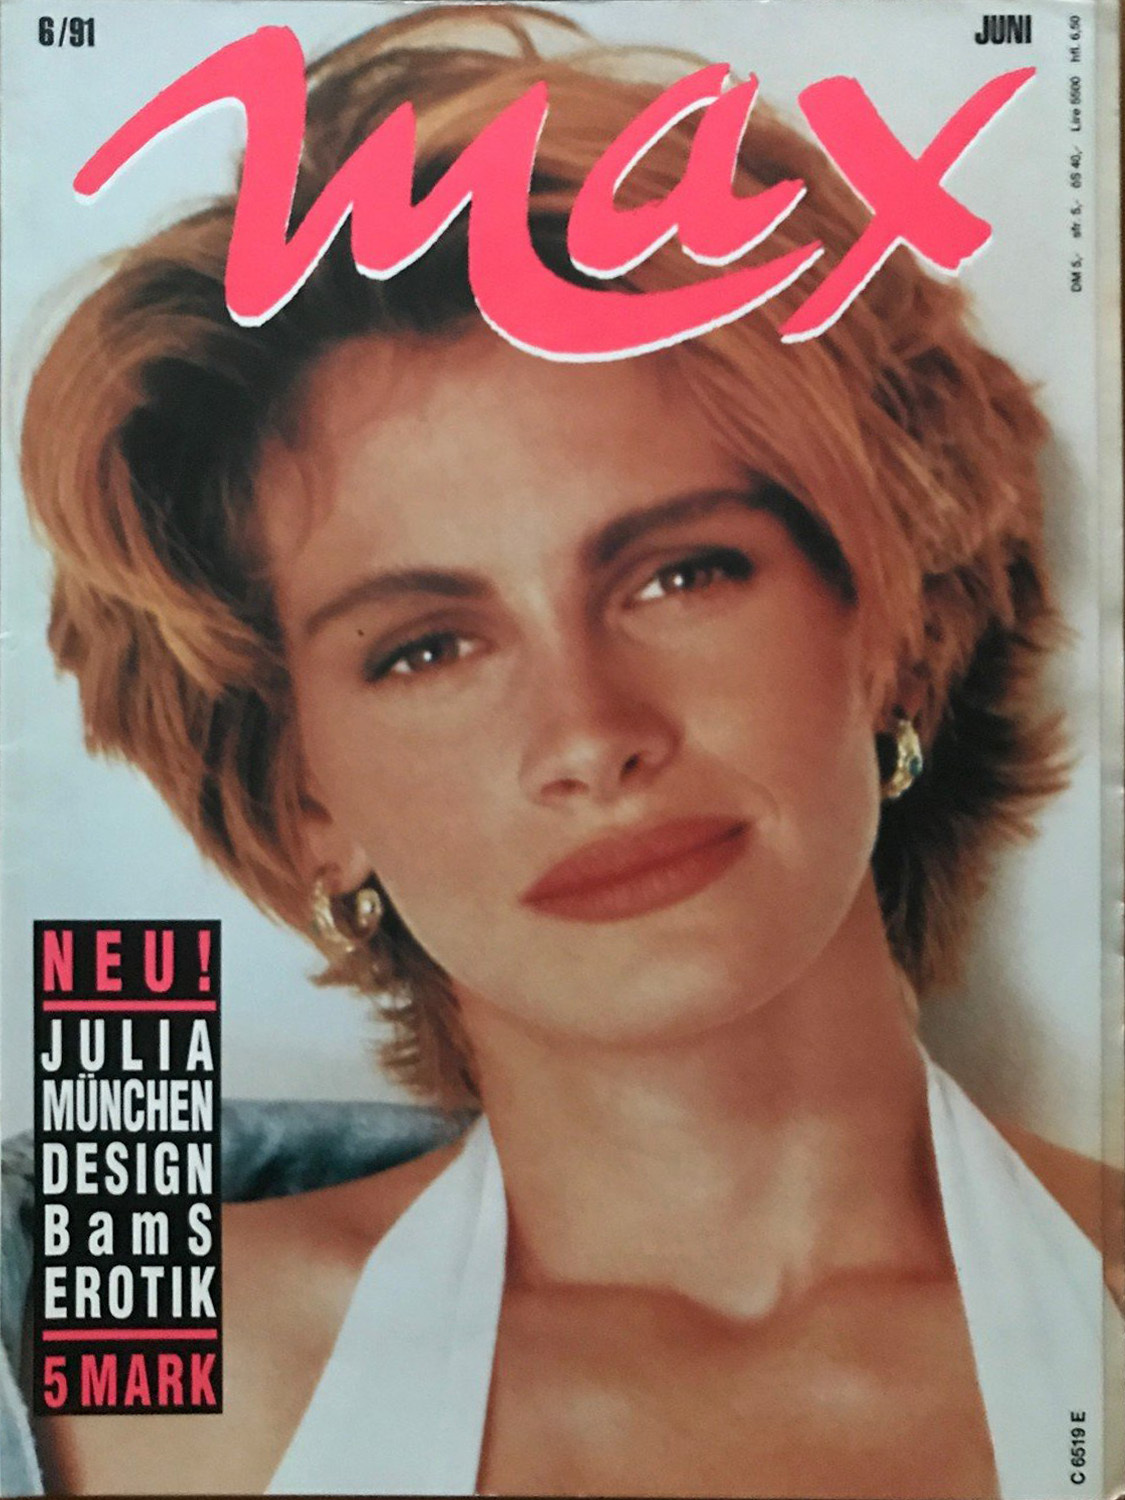 6/91
JUNI
max
DM 5,- sfr. 5,- öS 40,- Lire 5500 hfl. 6,50
NEU!
JULIA
MÜNCHEN
DESIGN
BamS
EROTIK
5 MARK
C 6519 E